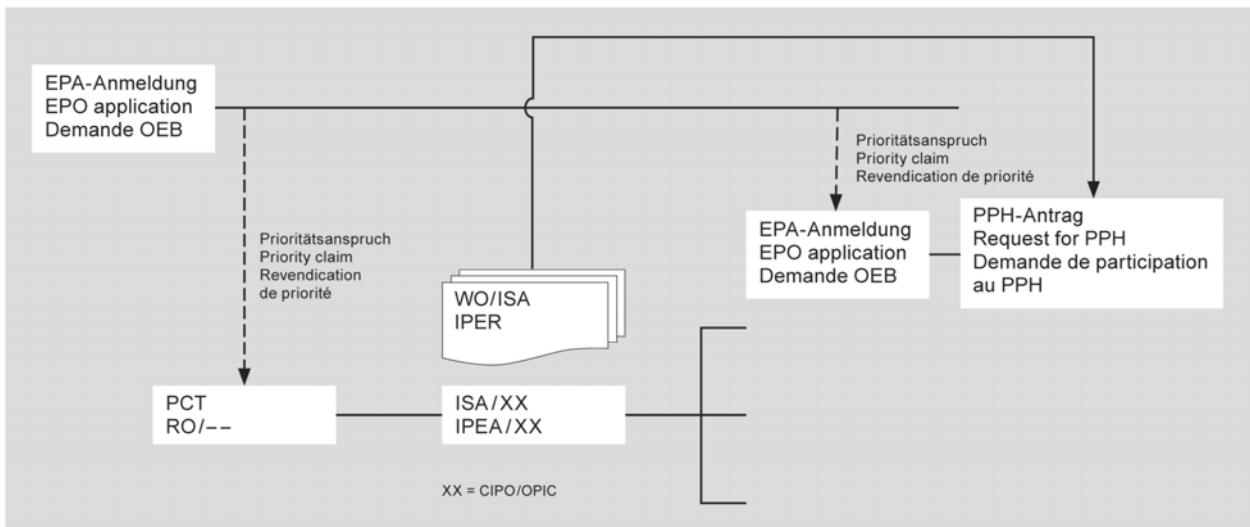 EPA-Anmeldung
EPO application
Demande OEB
Prioritätsanspruch
Priority claim
Revendication de priorité
EPA-Anmeldung
EPO application
Demande OEB
PPH-Antrag
Request for PPH
Demande de participation
au PPH
Prioritätsanspruch
Priority claim
Revendication
de priorité
WO/ISA
IPER
PCT
RO/--
ISA/XX
IPEA/XX
XX = CIPO/OPIC